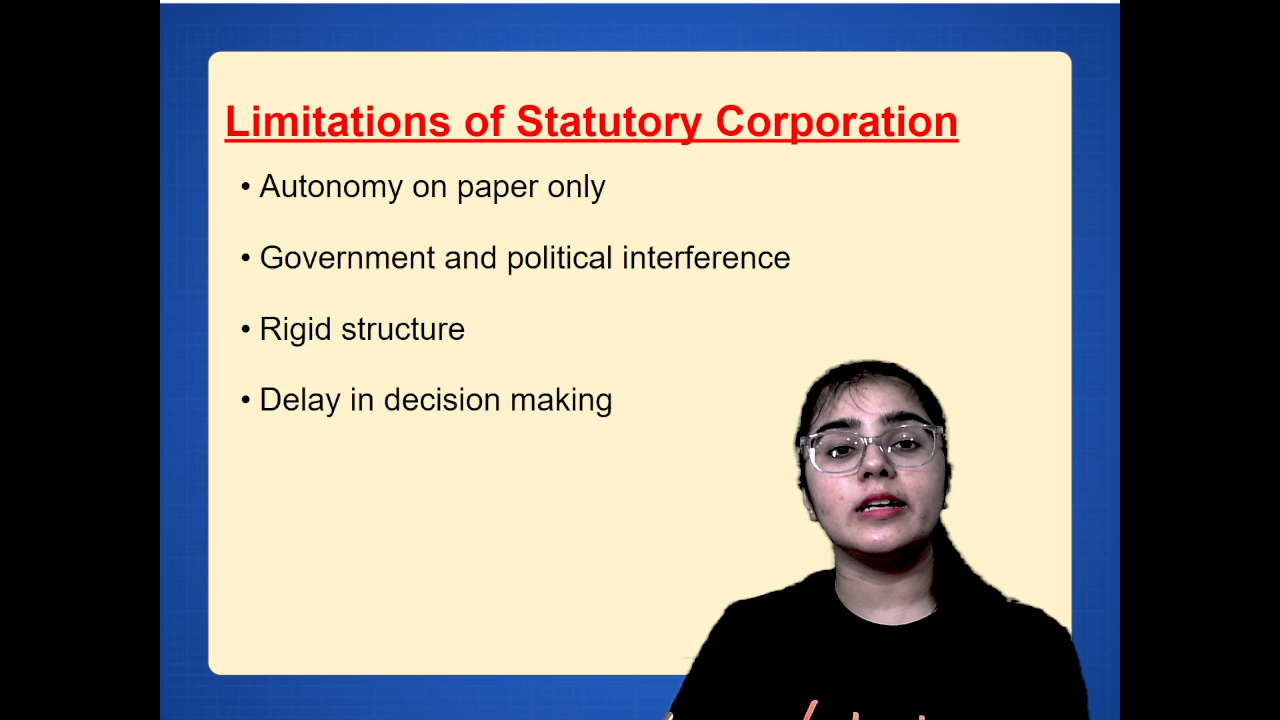 Limitations of Statutory Corporation
• Autonomy on paper only
• Government and political interference
• Rigid structure
• Delay in decision making